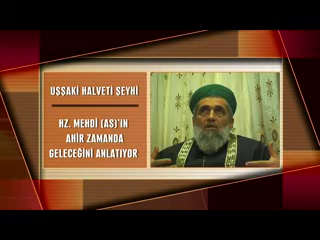 UŞŞAKİ HALVETİ ŞEYHİ
HZ. MEHDİ (AS)'IN
AHİR ZAMANDA
GELECEĞİNİ ANLATIYOR